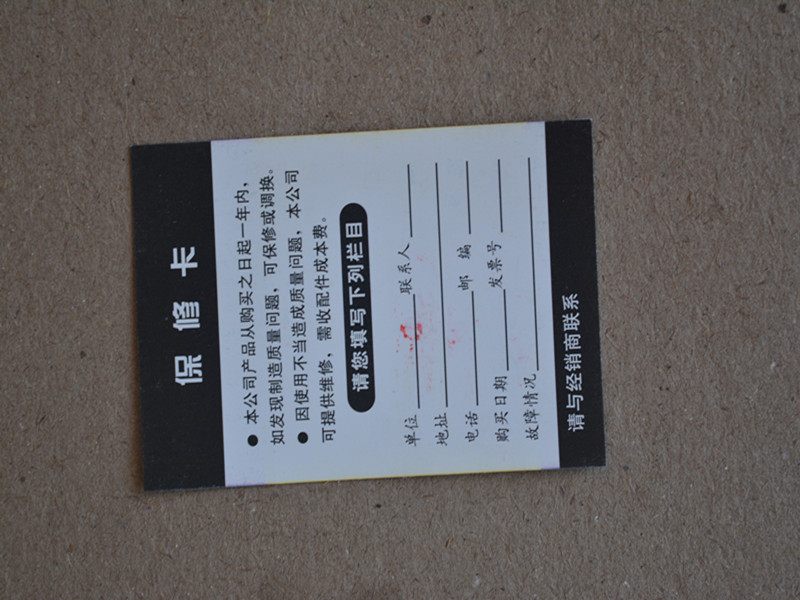 保修卡
● 本公司产品从购买之日起一年内，
如发现制造质量问题，可保修或调换。
● 因使用不当造成质量问题，本公司
可提供维修，需收配件成本费。
请您填写下列栏目
单位 联系人
地址
电话 邮 编
购买日期 发票号
故障情况
请与经销商联系